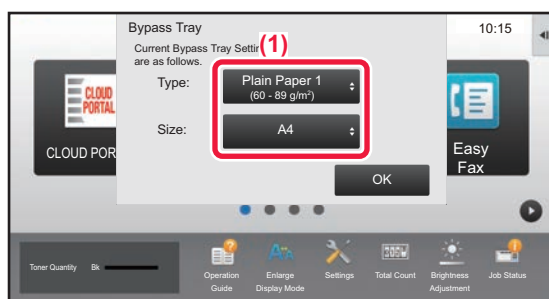 Bypass Tray
10:15
Current Bypass Tray Settin
(1)
are as follows.
Type:
Plain Paper 1
(60 - 89 g/m²)
Size:
A4
OK
CLOUD
PORTAL
CLOUD POR
Easy
Fax
Toner Quantity
Bk
Operation
Guide
Enlarge
Display Mode
Settings
Total Count
Brightness
Adjustment
Job Status